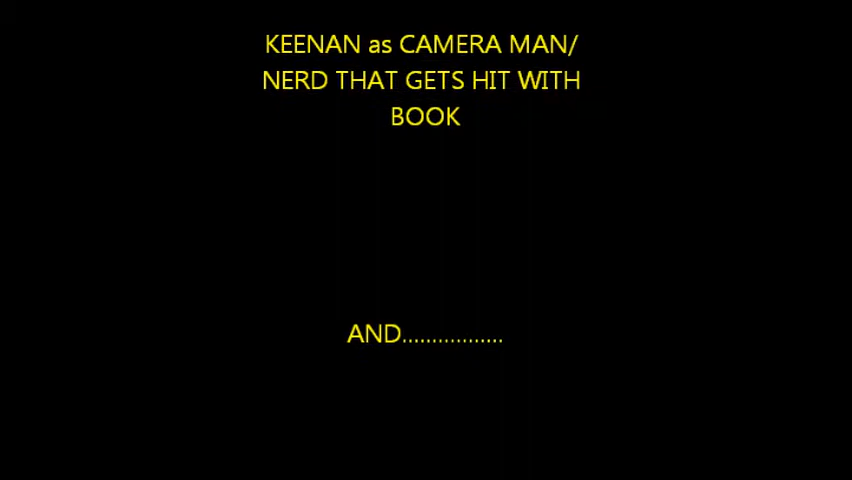 KEENAN as CAMERA MAN/
NERD THAT GETS HIT WITH
BOOK
AND.................